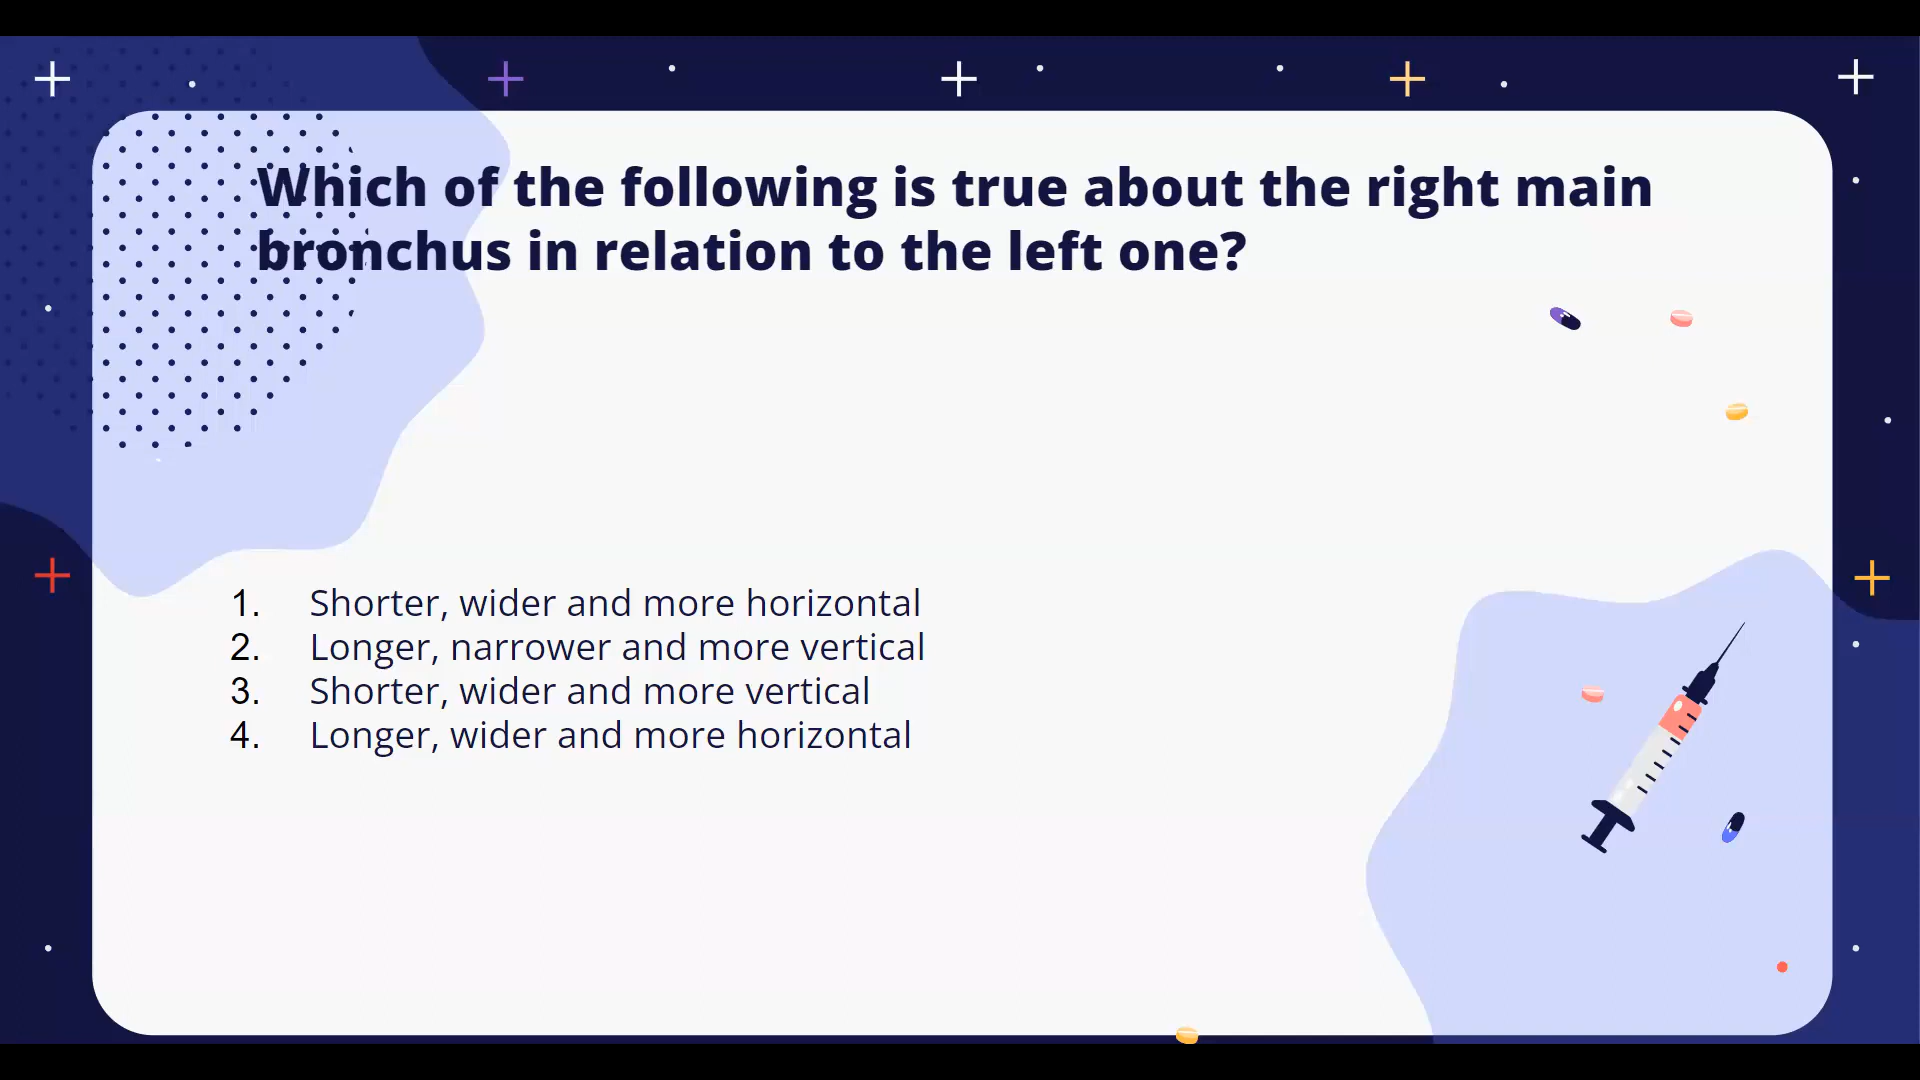 Which of the following is true about the right main
bronchus in relation to the left one?
1. Shorter, wider and more horizontal
2. Longer, narrower and more vertical
3. Shorter, wider and more vertical
4. Longer, wider and more horizontal